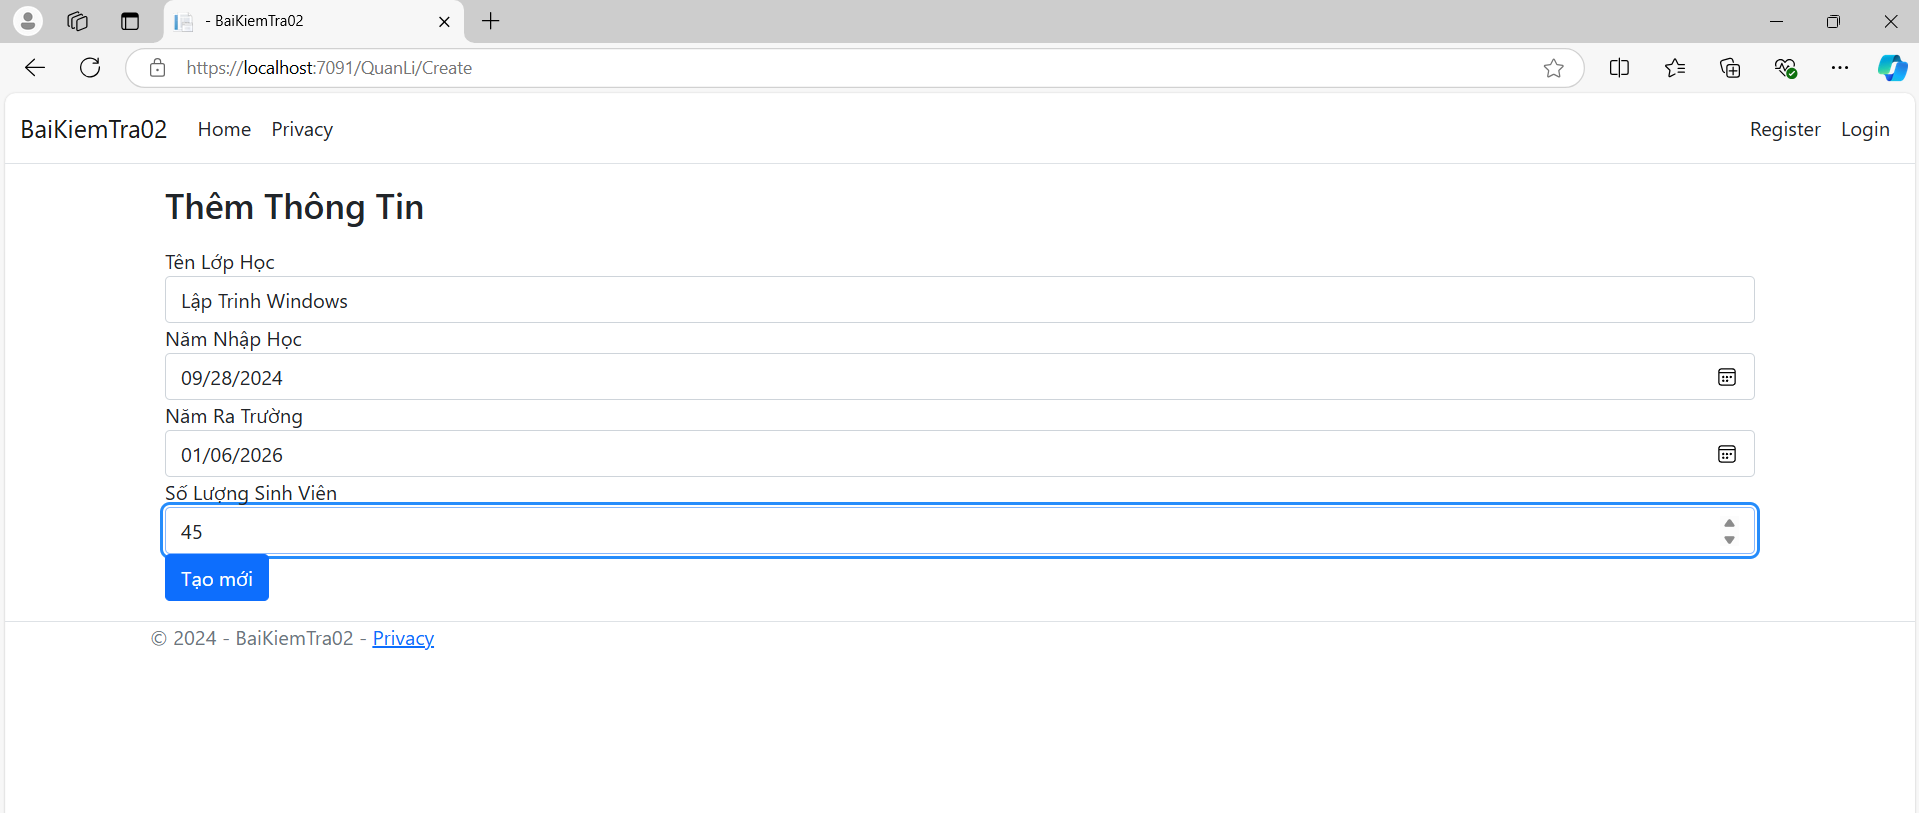 - BaiKiemTra02
https://localhost:7091/QuanLi/Create
BaiKiemTra02 Home Privacy Register Login
Thêm Thông Tin
Tên Lớp Học
Lập Trinh Windows
Năm Nhập Học
09/28/2024
Năm Ra Trường
01/06/2026
Số Lượng Sinh Viên
45
Tạo mới
© 2024 - BaiKiemTra02 - Privacy